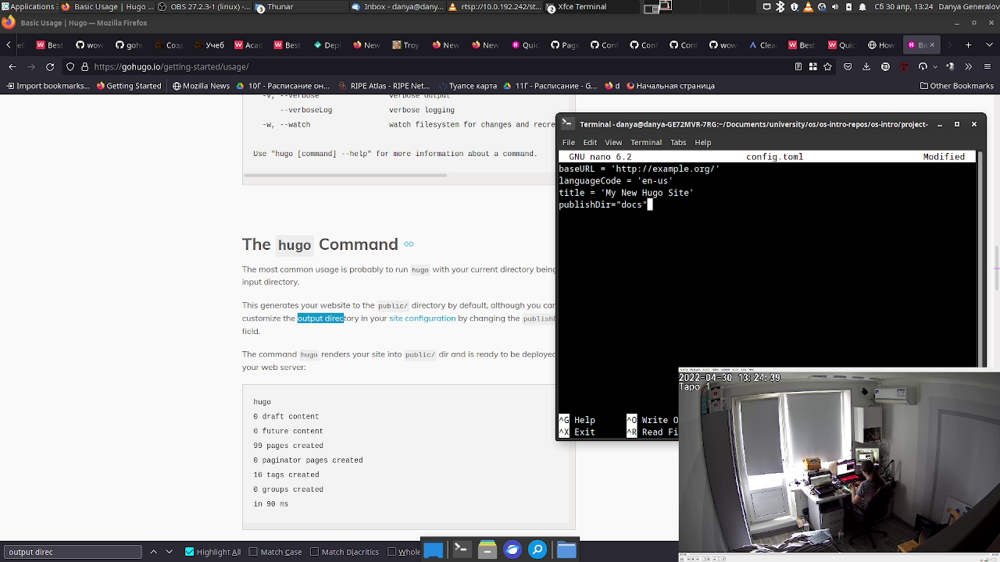 Applications
Basic Usage | Hugo ...
OBS 27.2.3-1 (linux) -...
Thunar
Inbox - danya@dany...
rtsp://10.0.192.242/st...
Xfce Terminal
Сб 30 апр, 13:24
Danya Generalov
Basic Usage | Hugo — Mozilla Firefox
Best
wow
gohu
Созд
Учеб
Acad
Best
Depl
New
Troy
New
New
Quic
Page
Conf
Conf
Conf
wow
Clea
Best
Quic
How
Ba
https://gohugo.io/getting-started/usage/
Import bookmarks...
Getting Started
Mozilla News
10Г - Расписание он...
RIPE Atlas - RIPE Net...
Туапсе карта
11Г - Расписание - G...
d
Начальная страница
Other Bookmarks
-v, --verbose verbose output
--verboseLog verbose logging
-w, --watch watch filesystem for changes and recre
Use "hugo [command] --help" for more information about a command.
The hugo Command
The most common usage is probably to run hugo with your current directory being
input directory.
This generates your website to the public/ directory by default, although you can
customize the output directory in your site configuration by changing the publishD
field.
The command hugo renders your site into public/ dir and is ready to be deployed
your web server:
hugo
0 draft content
0 future content
99 pages created
0 paginator pages created
16 tags created
0 groups created
in 90 ms
Terminal - danya@danya-GE72MVR-7RG:~/Documents/university/os/os-intro-repos/os-intro/project-
File Edit View Terminal Tabs Help
GNU nano 6.2 config.toml Modified
baseURL = 'http://example.org/'
languageCode = 'en-us'
title = 'My New Hugo Site'
publishDir="docs"
^G Help ^O Write O
^X Exit ^R Read Fi
2022-04-30 13:24:39
Tapo 1
output direc
Highlight All
Match Case
Match Diacritics
Whole